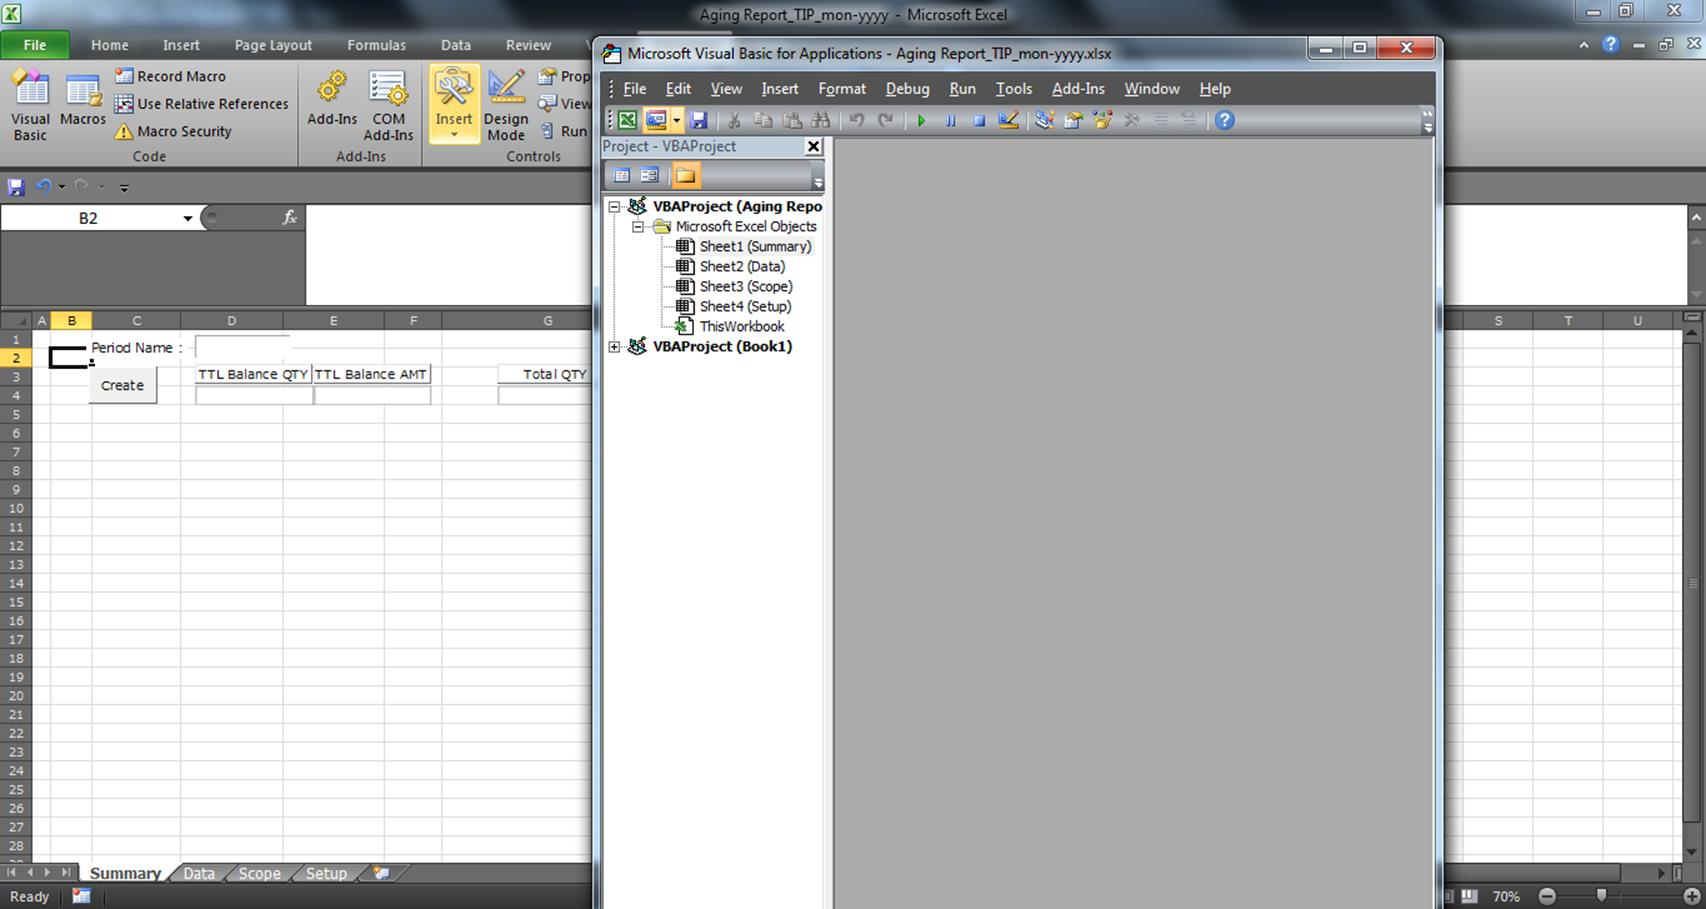 Aging Report_TIP_mon-yyyy - Microsoft Excel
File Home Insert Page Layout Formulas Data Review
Visual Basic
Macros
Record Macro
Use Relative References
Macro Security
Code
Add-Ins
COM Add-Ins
Add-Ins
Insert
Design Mode
Prop
View
Run
Controls
B2
fx
A B C D E F G S T U
1
2
3
4
5
6
7
8
9
10
11
12
13
14
15
16
17
18
19
20
21
22
23
24
25
26
27
28
Period Name :
Create
TTL Balance QTY TTL Balance AMT Total QTY
Summary Data Scope Setup
Ready
70%
Microsoft Visual Basic for Applications - Aging Report_TIP_mon-yyyy.xlsx
File Edit View Insert Format Debug Run Tools Add-Ins Window Help
Project - VBAProject
VBAProject (Aging Repo
Microsoft Excel Objects
Sheet1 (Summary)
Sheet2 (Data)
Sheet3 (Scope)
Sheet4 (Setup)
ThisWorkbook
VBAProject (Book1)